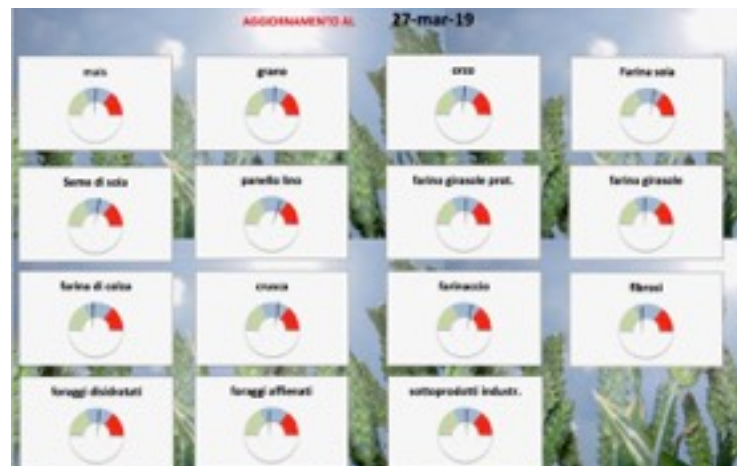 AGGIORNAMENTO AL 27-mar-19
mais grano orzo Farina soia
Seme di soia panello lino farina girasole prot. farina girasole
farina di colza crusca farinaccio fibrosi
foraggi disidratati foraggi affienati sottoprodotti industr.